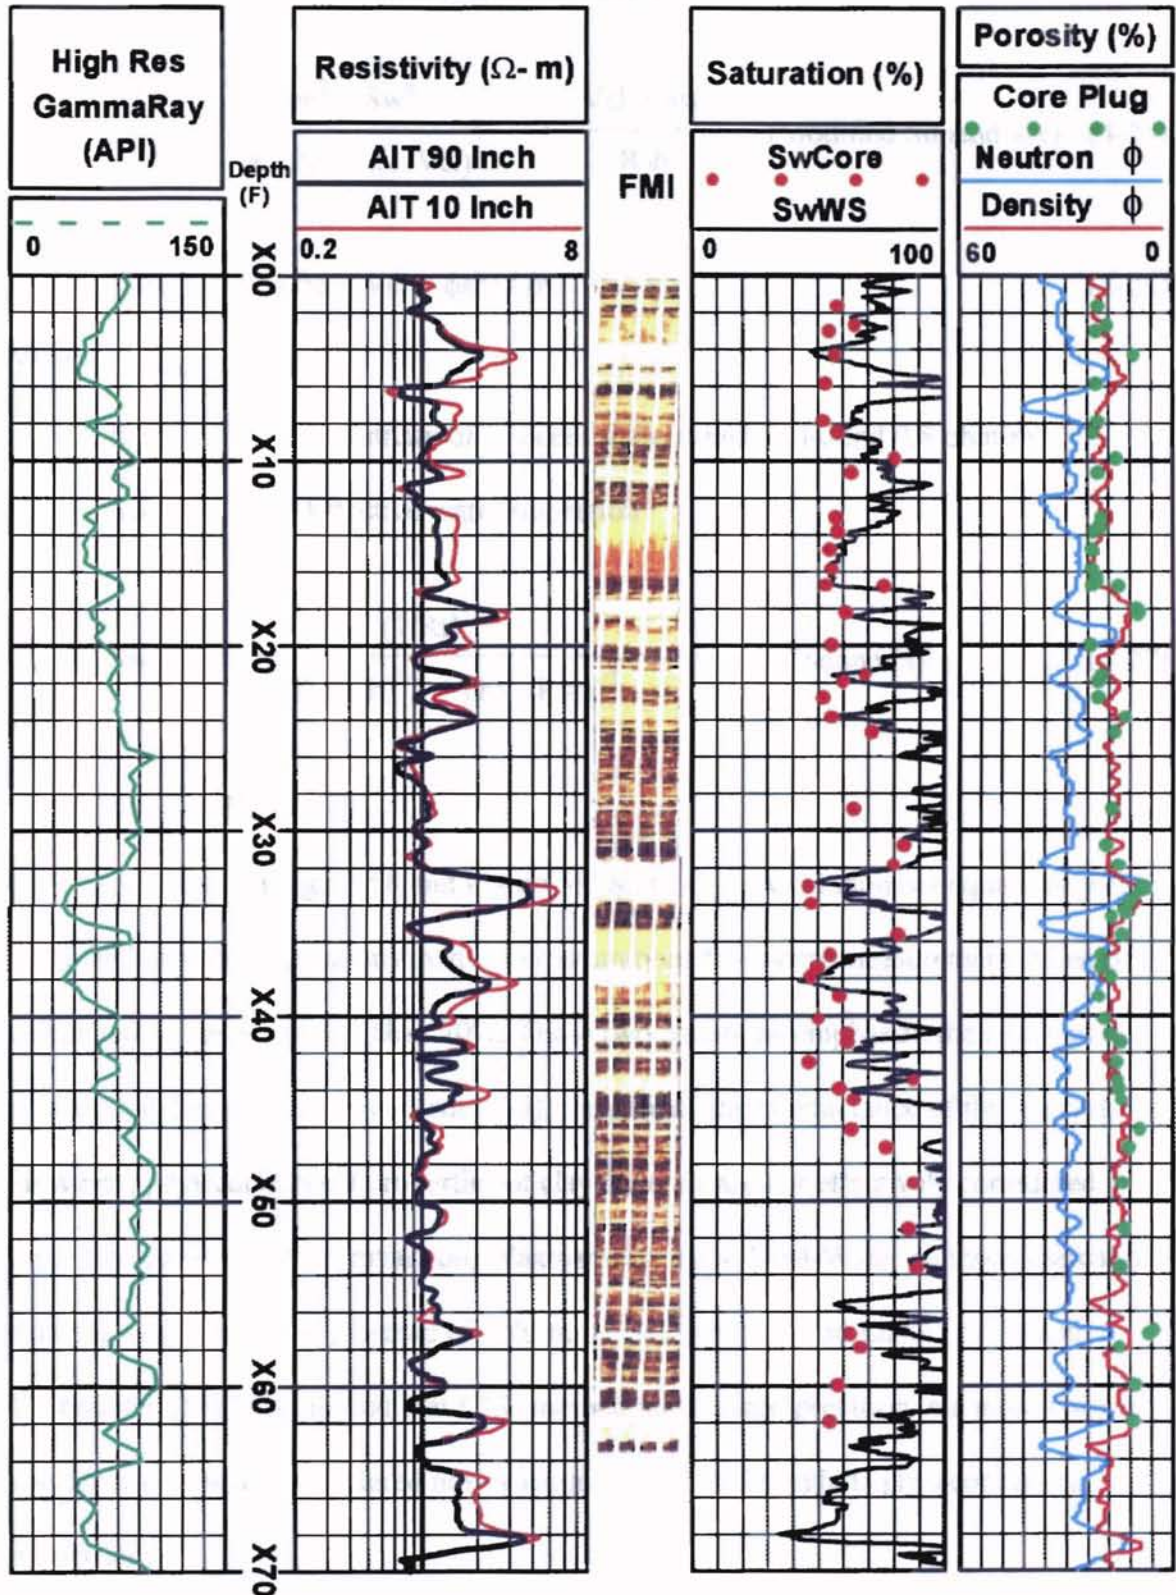 High Res
GammaRay
(API)
0 150
Depth
(F)
Resistivity (Ω- m)
AIT 90 Inch
AIT 10 Inch
0.2 8
FMI
Saturation (%)
SwCore
SwWS
0 100
Porosity (%)
Core Plug
Neutron ϕ
Density ϕ
60 0
X00
X10
X20
X30
X40
X50
X60
X70